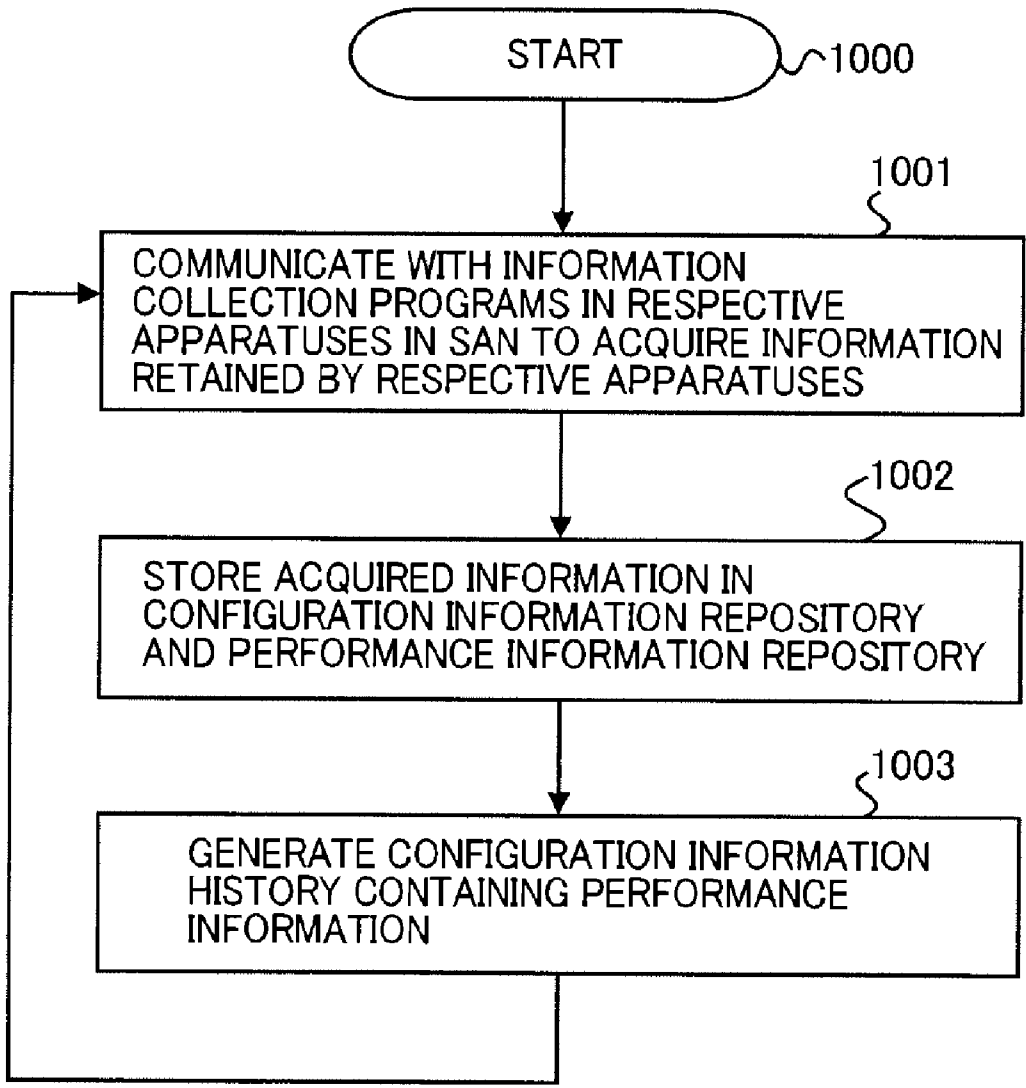 START
1000
1001
COMMUNICATE WITH INFORMATION
COLLECTION PROGRAMS IN RESPECTIVE
APPARATUSES IN SAN TO ACQUIRE INFORMATION
RETAINED BY RESPECTIVE APPARATUSES
1002
STORE ACQUIRED INFORMATION IN
CONFIGURATION INFORMATION REPOSITORY
AND PERFORMANCE INFORMATION REPOSITORY
1003
GENERATE CONFIGURATION INFORMATION
HISTORY CONTAINING PERFORMANCE
INFORMATION